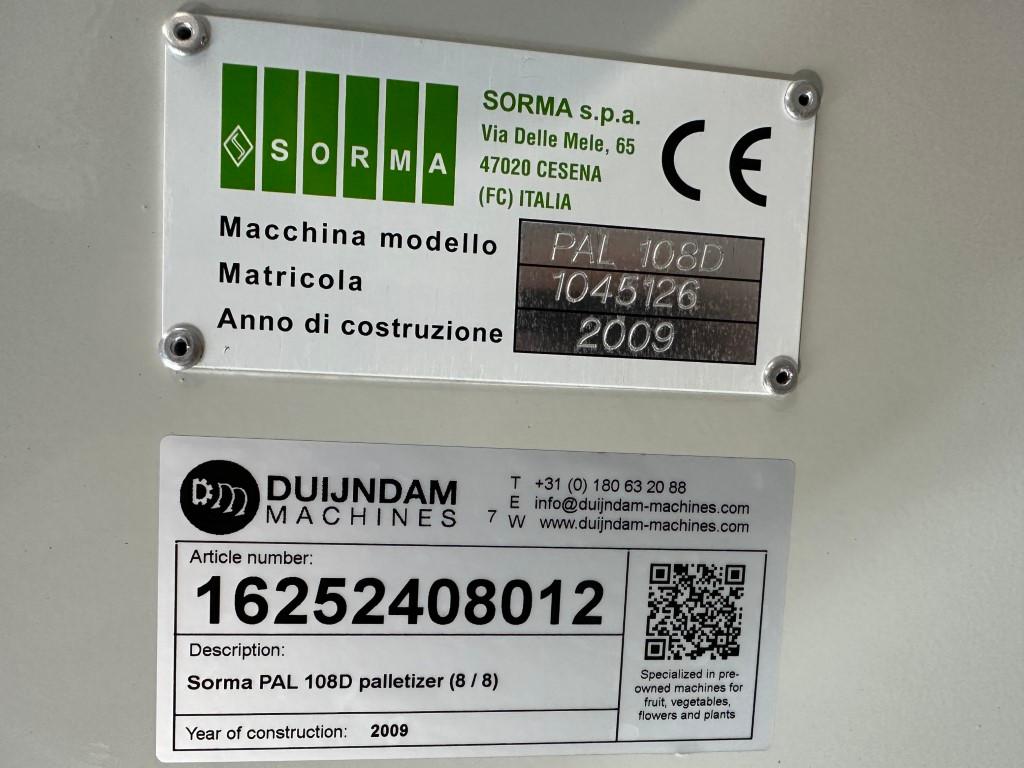 SORMA
SORMA s.p.a.
Via Delle Mele, 65
47020 CESENA
(FC) ITALIA
CE
Macchina modello PAL 108D
Matricola 1045126
Anno di costruzione 2009
DUIJNDAM
MACHINES
7
T +31 (0) 180 63 20 88
E info@duijndam-machines.com
W www.duijndam-machines.com
Article number:
16252408012
Description:
Sorma PAL 108D palletizer (8 / 8)
Year of construction: 2009
Specialized in pre-
owned machines for
fruit, vegetables,
flowers and plants